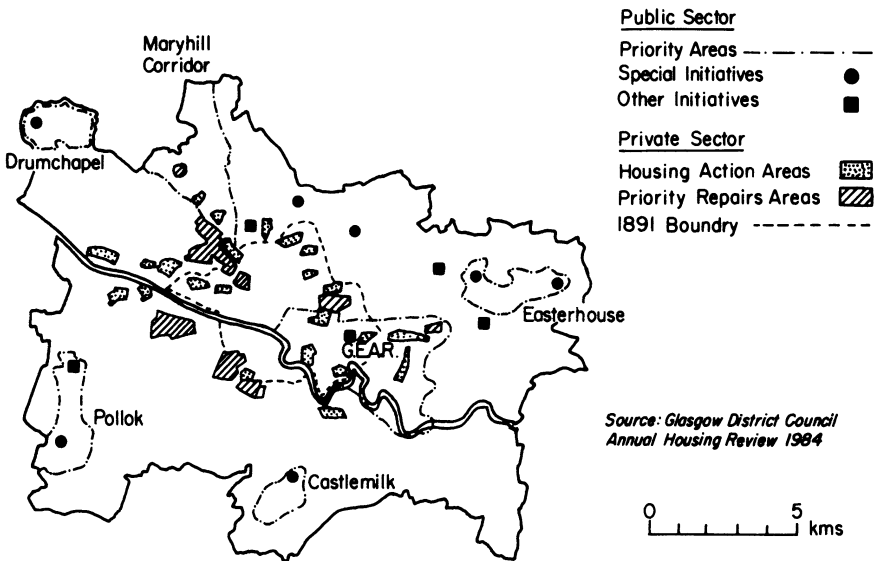 Maryhill
Corridor
Drumchapel
Easterhouse
G.E.A.R.
Pollok
Castlemilk
Public Sector
Priority Areas
Special Initiatives
Other Initiatives
Private Sector
Housing Action Areas
Priority Repairs Areas
1891 Boundry
Source: Glasgow District Council
Annual Housing Review 1984
0 5
kms